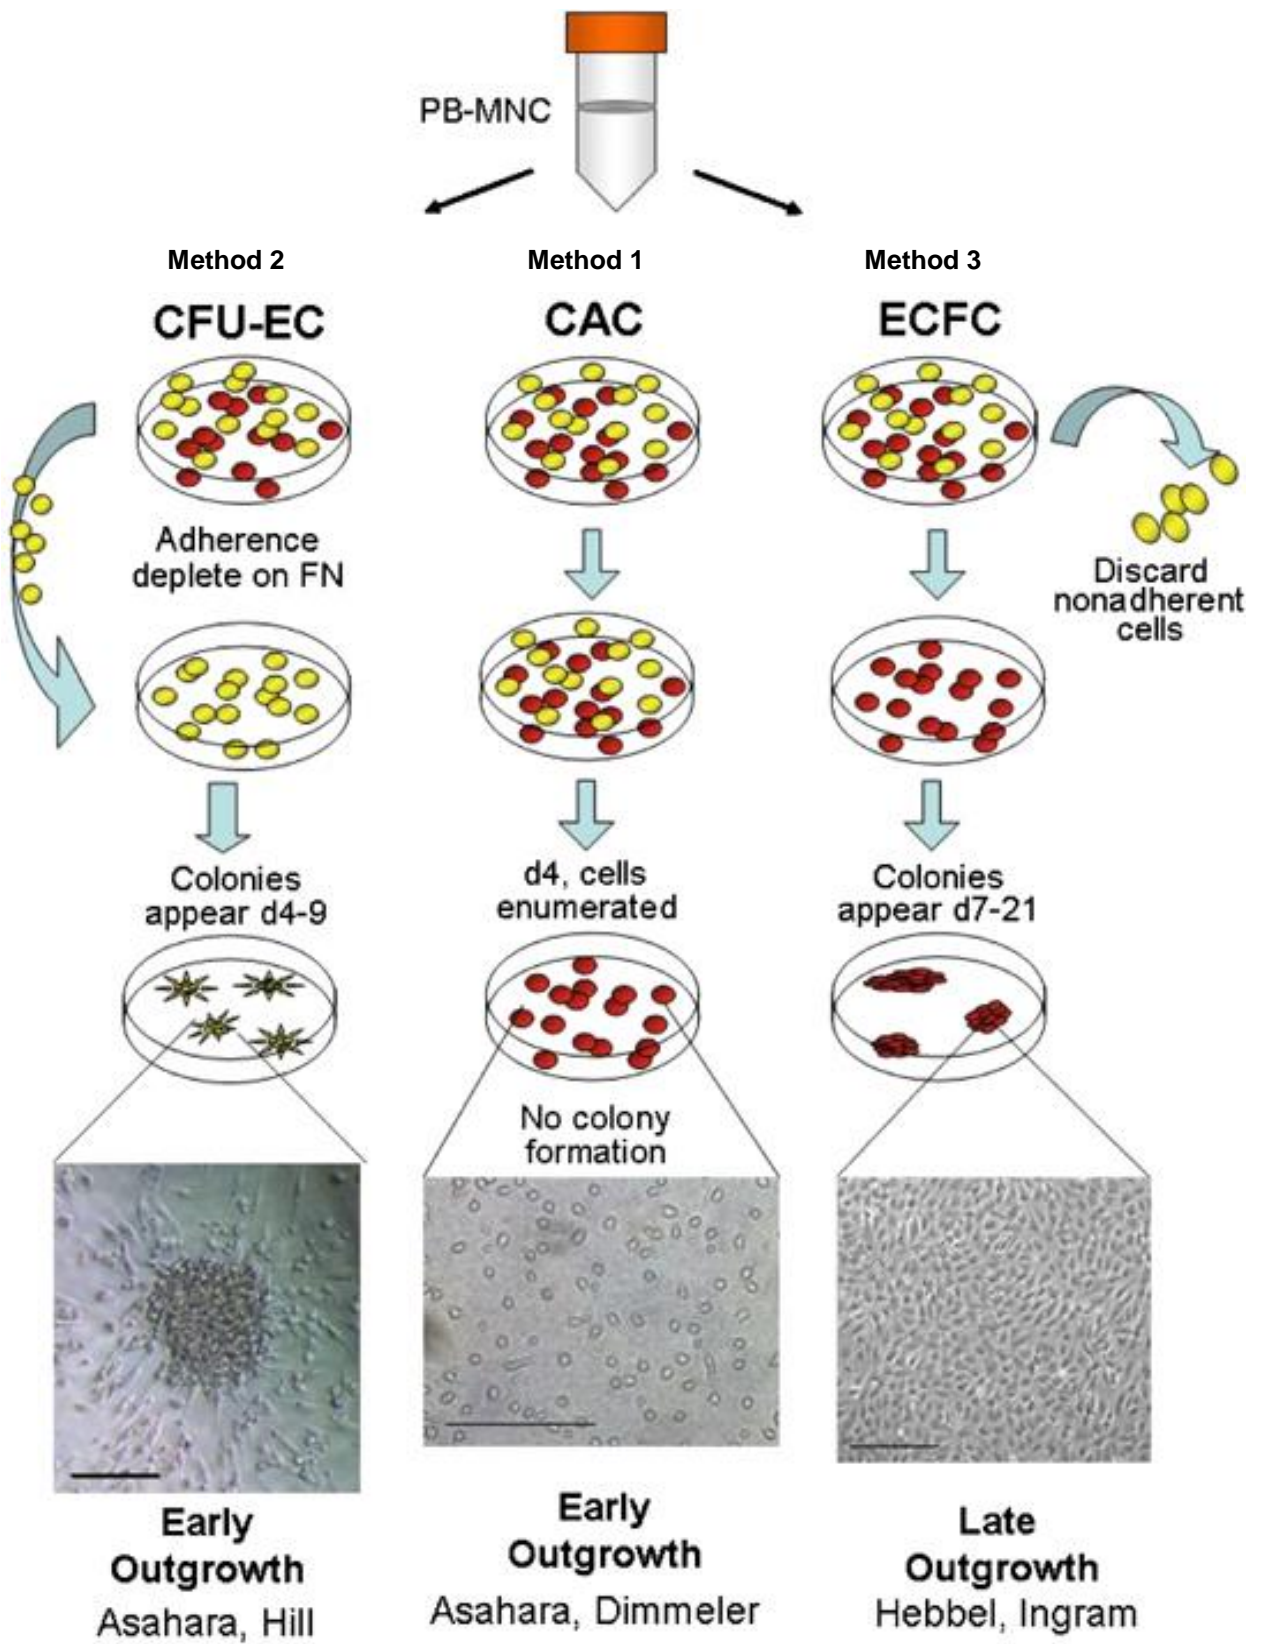 PB-MNC
Method 2
CFU-EC
Adherence
deplete on FN
Colonies
appear d4-9
Early
Outgrowth
Asahara, Hill
Method 1
CAC
d4, cells
enumerated
No colony
formation
Early
Outgrowth
Asahara, Dimmeler
Method 3
ECFC
Discard
nonadherent
cells
Colonies
appear d7-21
Late
Outgrowth
Hebbel, Ingram